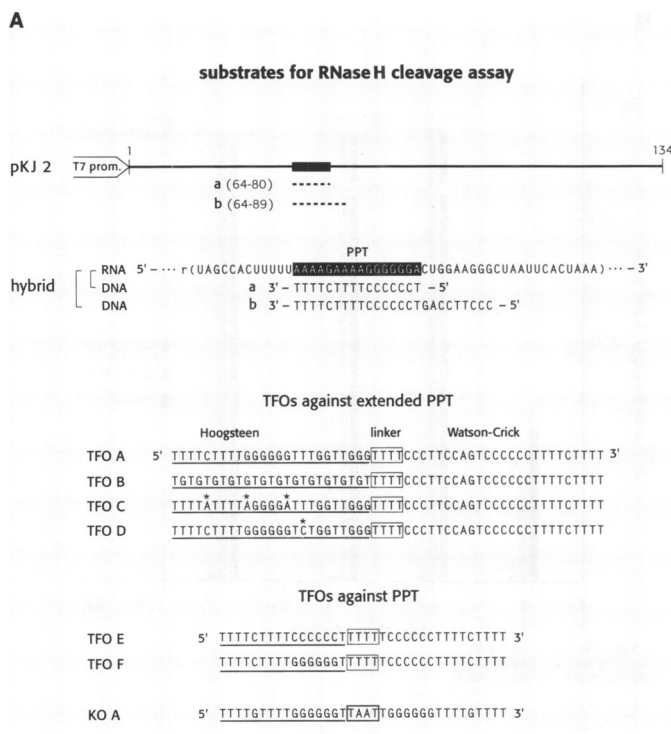 A
substrates for RNase H cleavage assay
1 134
pKJ 2 T7 prom.
a (64-80)
b (64-89)
PPT
hybrid
RNA 5' – ··· r(UAGCCACUUUUUAAAAGAAAAGGGGGGACUGGAAGGGCUAAUUCACUAAA)··· – 3'
DNA a 3' – TTTTCTTTTCCCCCCT – 5'
DNA b 3' – TTTTCTTTTCCCCCCTGACCTTCCC – 5'
TFOs against extended PPT
Hoogsteen linker Watson-Crick
TFO A 5' TTTTCTTTTGGGGGGTTTGGTTGGGTTTTCCCTTCCAGTCCCCCCTTTTCTTTT 3'
TFO B TGTGTGTGTGTGTGTGTGTGTGTGTTTTTCCCTTCCAGTCCCCCCTTTTCTTTT
* * *
TFO C TTTTATTTTAGGGGATTTGGTTGGGTTTTCCCTTCCAGTCCCCCCTTTTCTTTT
*
TFO D TTTTCTTTTGGGGGGTCTGGTTGGGTTTTCCCTTCCAGTCCCCCCTTTTCTTTT
TFOs against PPT
TFO E 5' TTTTCTTTTCCCCCCTTTTTTCCCCCCTTTTCTTTT 3'
TFO F TTTTCTTTTGGGGGGTTTTTTCCCCCCTTTTCTTTT
KO A 5' TTTTGTTTTGGGGGGTTAATTGGGGGGTTTTGTTTT 3'